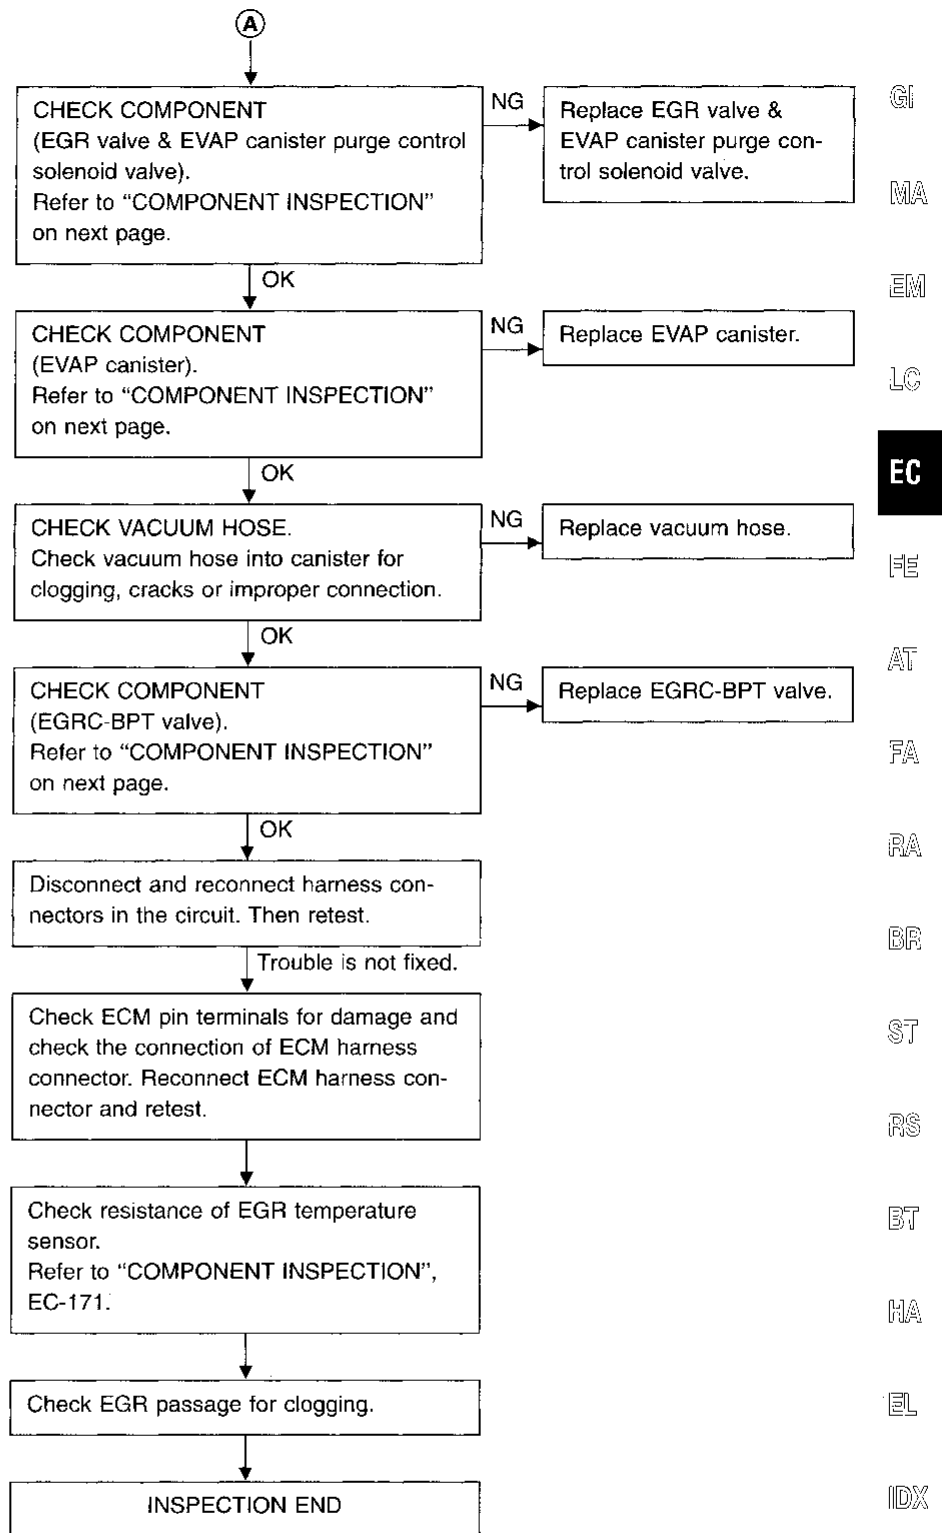 A
CHECK COMPONENT
(EGR valve & EVAP canister purge control
solenoid valve).
Refer to “COMPONENT INSPECTION”
on next page.
NG
Replace EGR valve &
EVAP canister purge con-
trol solenoid valve.
OK
CHECK COMPONENT
(EVAP canister).
Refer to “COMPONENT INSPECTION”
on next page.
NG
Replace EVAP canister.
OK
CHECK VACUUM HOSE.
Check vacuum hose into canister for
clogging, cracks or improper connection.
NG
Replace vacuum hose.
OK
CHECK COMPONENT
(EGRC-BPT valve).
Refer to “COMPONENT INSPECTION”
on next page.
NG
Replace EGRC-BPT valve.
OK
Disconnect and reconnect harness con-
nectors in the circuit. Then retest.
Trouble is not fixed.
Check ECM pin terminals for damage and
check the connection of ECM harness
connector. Reconnect ECM harness con-
nector and retest.
Check resistance of EGR temperature
sensor.
Refer to “COMPONENT INSPECTION”,
EC-171.
Check EGR passage for clogging.
INSPECTION END
GI
MA
EM
LC
EC
FE
AT
FA
RA
BR
ST
RS
BT
HA
EL
IDX